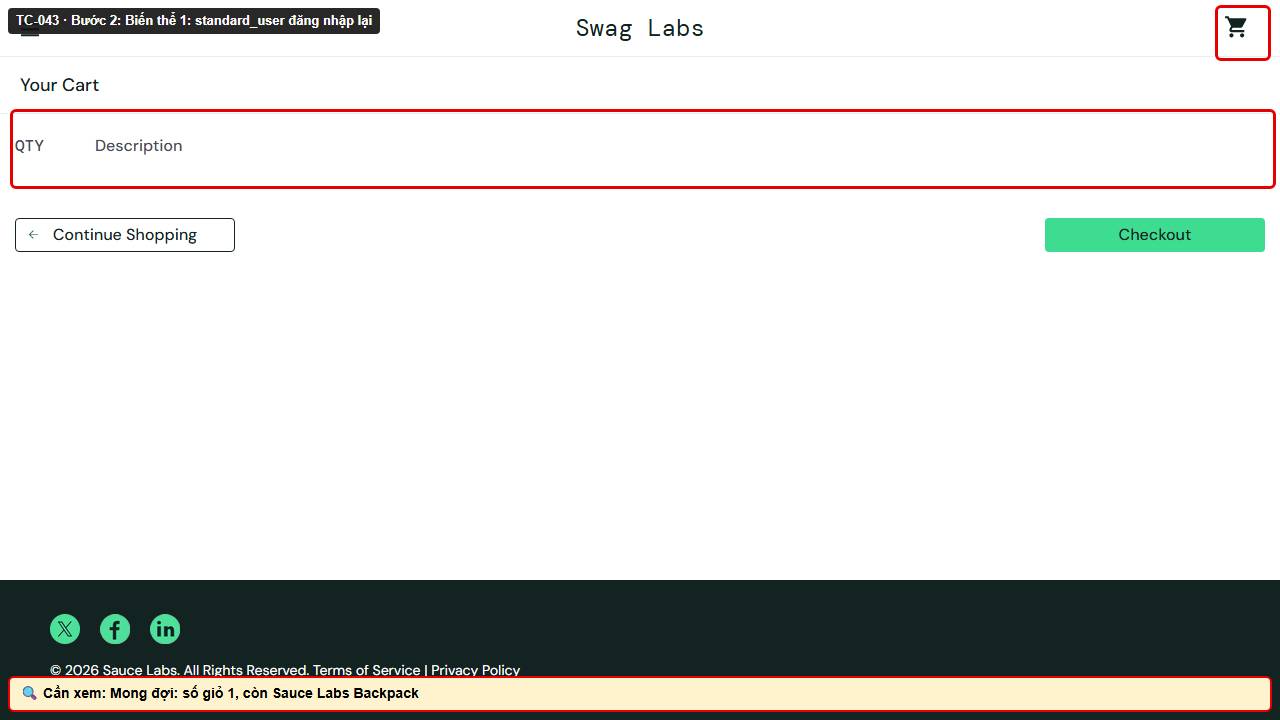 TC-043 · Bước 2: Biến thể 1: standard_user đăng nhập lại
Swag Labs
Your Cart
QTY Description
← Continue Shopping
Checkout
© 2026 Sauce Labs. All Rights Reserved. Terms of Service | Privacy Policy
🔍 Cần xem: Mong đợi: số giỏ 1, còn Sauce Labs Backpack